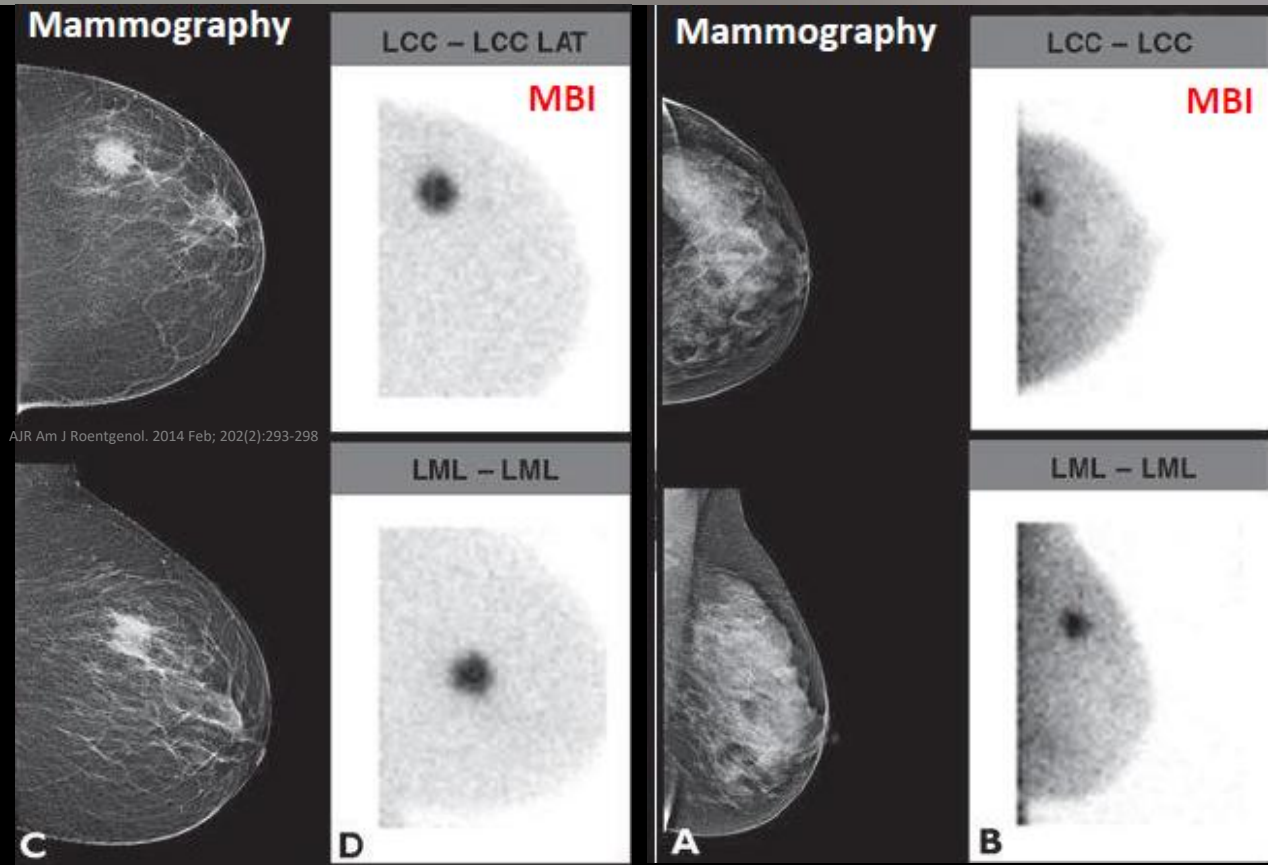 Mammography
LCC – LCC LAT
MBI
AJR Am J Roentgenol. 2014 Feb; 202(2):293-298
LML – LML
C
D
Mammography
LCC – LCC
MBI
LML – LML
A
B